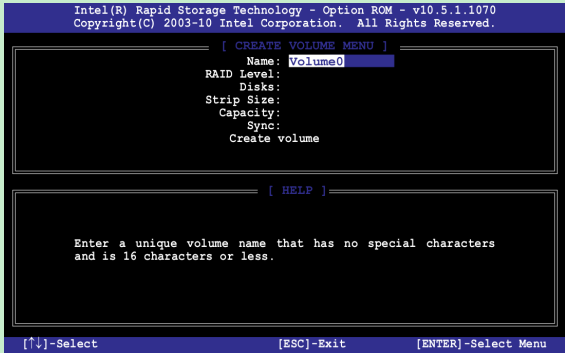 Intel(R) Rapid Storage Technology - Option ROM - v10.5.1.1070
Copyright(C) 2003-10 Intel Corporation. All Rights Reserved.
[ CREATE VOLUME MENU ]
Name: Volume0
RAID Level:
Disks:
Strip Size:
Capacity:
Sync:
Create volume
[ HELP ]
Enter a unique volume name that has no special characters
and is 16 characters or less.
[↑↓]-Select [ESC]-Exit [ENTER]-Select Menu